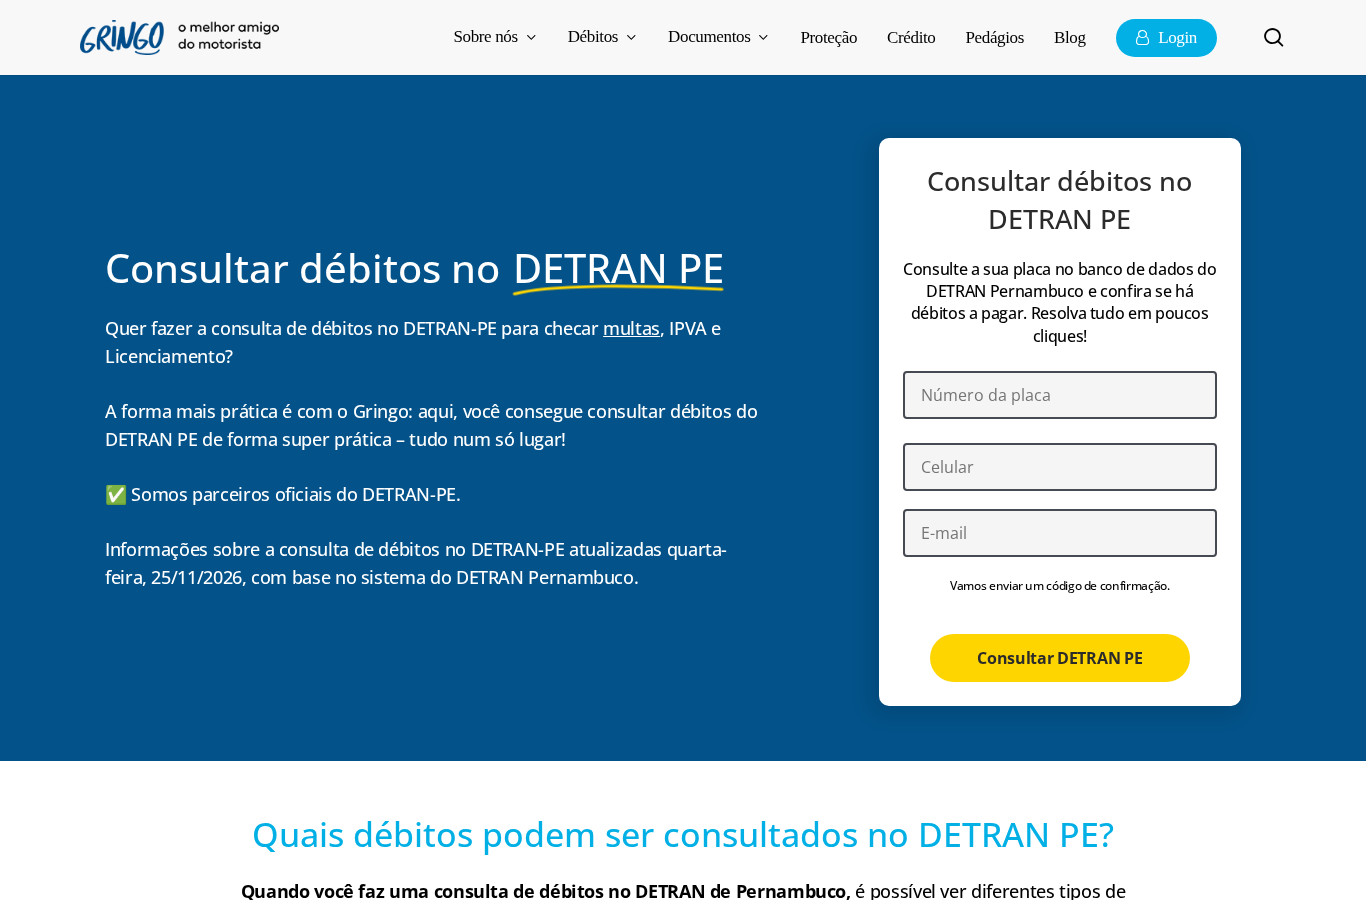 GRINGO o melhor amigo
do motorista
Sobre nós Débitos Documentos Proteção Crédito Pedágios Blog Login
Consultar débitos no DETRAN PE
Quer fazer a consulta de débitos no DETRAN-PE para checar multas, IPVA e
Licenciamento?
A forma mais prática é com o Gringo: aqui, você consegue consultar débitos do
DETRAN PE de forma super prática – tudo num só lugar!
✅ Somos parceiros oficiais do DETRAN-PE.
Informações sobre a consulta de débitos no DETRAN-PE atualizadas quarta-
feira, 25/11/2026, com base no sistema do DETRAN Pernambuco.
Consultar débitos no
DETRAN PE
Consulte a sua placa no banco de dados do
DETRAN Pernambuco e confira se há
débitos a pagar. Resolva tudo em poucos
cliques!
Número da placa
Celular
E-mail
Vamos enviar um código de confirmação.
Consultar DETRAN PE
Quais débitos podem ser consultados no DETRAN PE?
Quando você faz uma consulta de débitos no DETRAN de Pernambuco, é possível ver diferentes tipos de